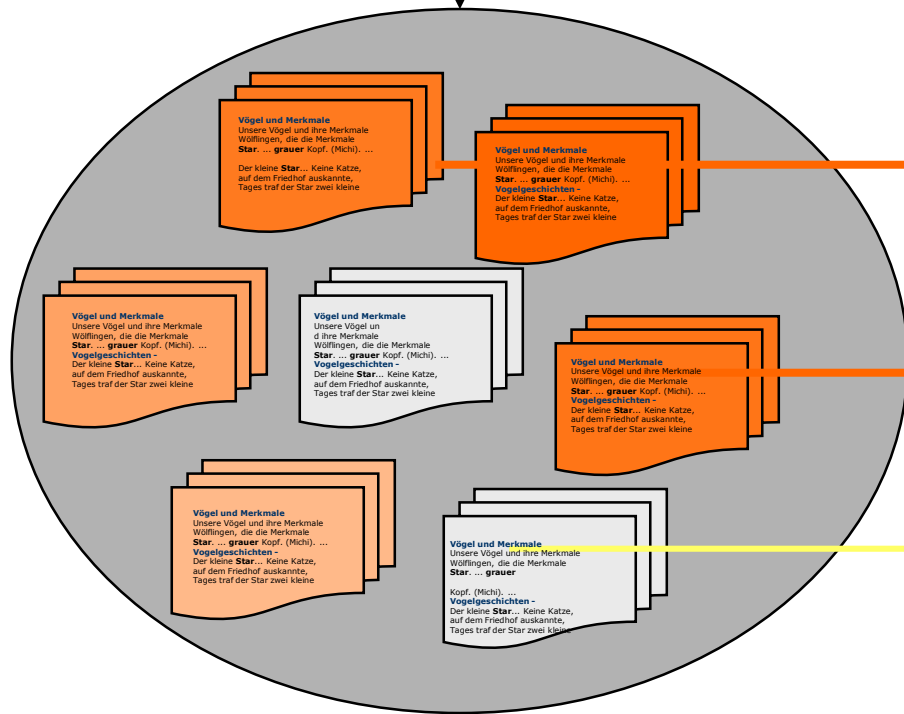 Vögel und Merkmale
Unsere Vögel und ihre Merkmale
Wölflingen, die die Merkmale
Star. ... grauer Kopf. (Michi). ...
Der kleine Star... Keine Katze,
auf dem Friedhof auskannte,
Tages traf der Star zwei kleine
Vögel und Merkmale
Unsere Vögel und ihre Merkmale
Wölflingen, die die Merkmale
Star. ... grauer Kopf. (Michi). ...
Vogelgeschichten –
Der kleine Star... Keine Katze,
auf dem Friedhof auskannte,
Tages traf der Star zwei kleine
Vögel und Merkmale
Unsere Vögel und ihre Merkmale
Wölflingen, die die Merkmale
Star. ... grauer Kopf. (Michi). ...
Vogelgeschichten –
Der kleine Star... Keine Katze,
auf dem Friedhof auskannte,
Tages traf der Star zwei kleine
Vögel und Merkmale
Unsere Vögel un
d ihre Merkmale
Wölflingen, die die Merkmale
Star. ... grauer Kopf. (Michi). ...
Vogelgeschichten –
Der kleine Star... Keine Katze,
auf dem Friedhof auskannte,
Tages traf der Star zwei kleine
Vögel und Merkmale
Unsere Vögel und ihre Merkmale
Wölflingen, die die Merkmale
Star. ... grauer Kopf. (Michi). ...
Vogelgeschichten –
Der kleine Star... Keine Katze,
auf dem Friedhof auskannte,
Tages traf der Star zwei kleine
Vögel und Merkmale
Unsere Vögel und ihre Merkmale
Wölflingen, die die Merkmale
Star. ... grauer Kopf. (Michi). ...
Vogelgeschichten –
Der kleine Star... Keine Katze,
auf dem Friedhof auskannte,
Tages traf der Star zwei kleine
Vögel und Merkmale
Unsere Vögel und ihre Merkmale
Wölflingen, die die Merkmale
Star. ... grauer
Kopf. (Michi). ...
Vogelgeschichten –
Der kleine Star... Keine Katze,
auf dem Friedhof auskannte,
Tages traf der Star zwei kleine